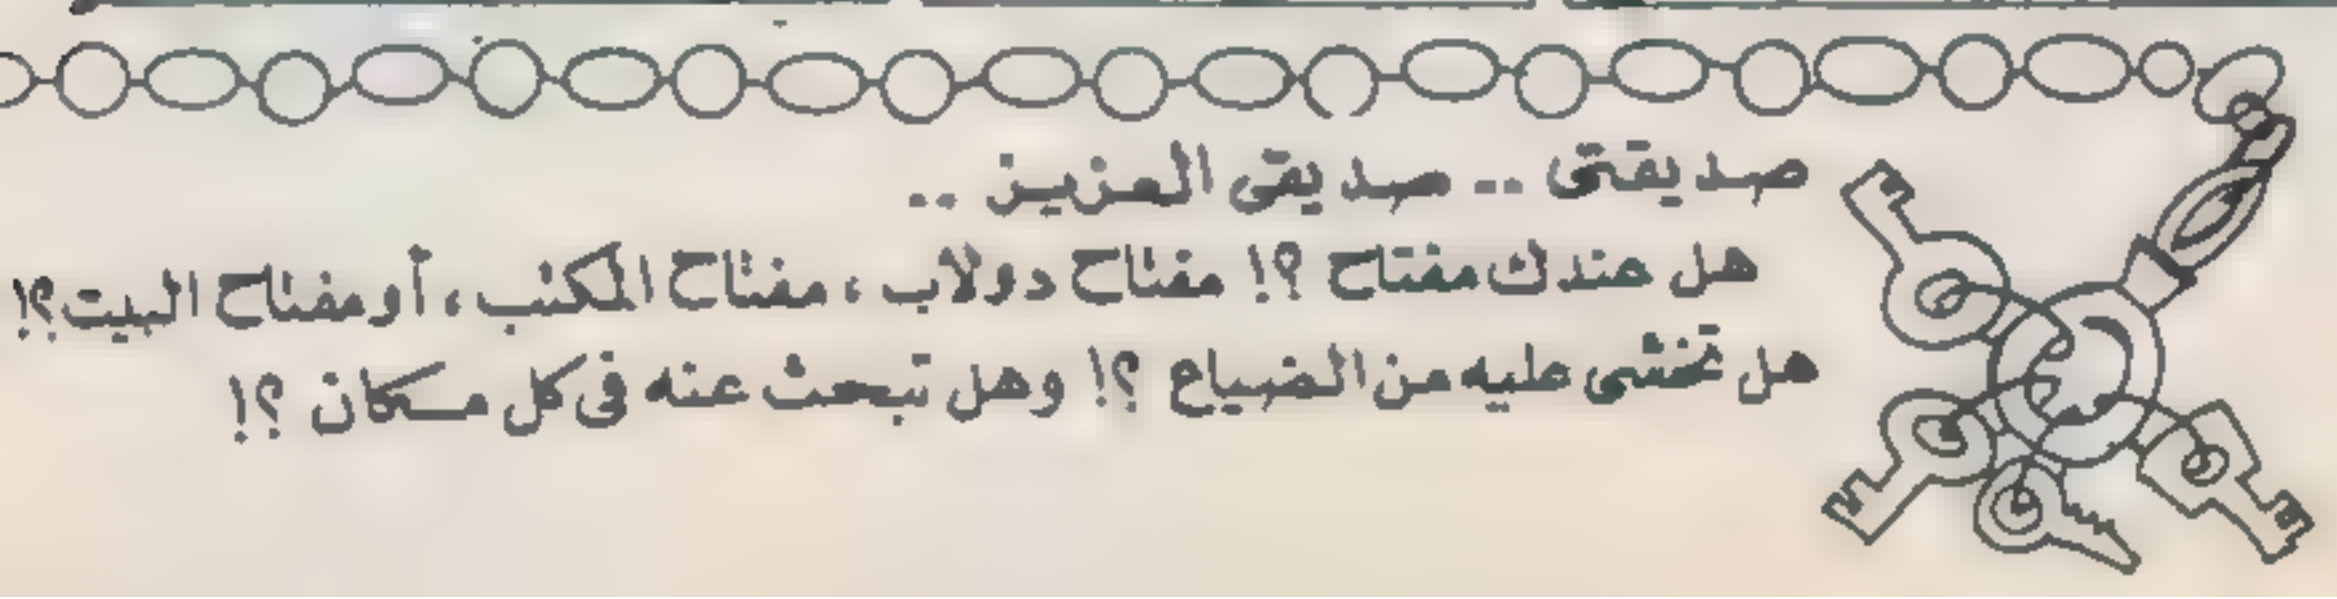 صديقتى .. صديقى العزيز ..
هل عندك مفتاح ؟! مفتاح دولاب ، مفتاح المكتب ، أو مفتاح البيت ؟!
هل تخشى عليه من الضياع ؟! وهل تبحث عنه فى كل مكان ؟!